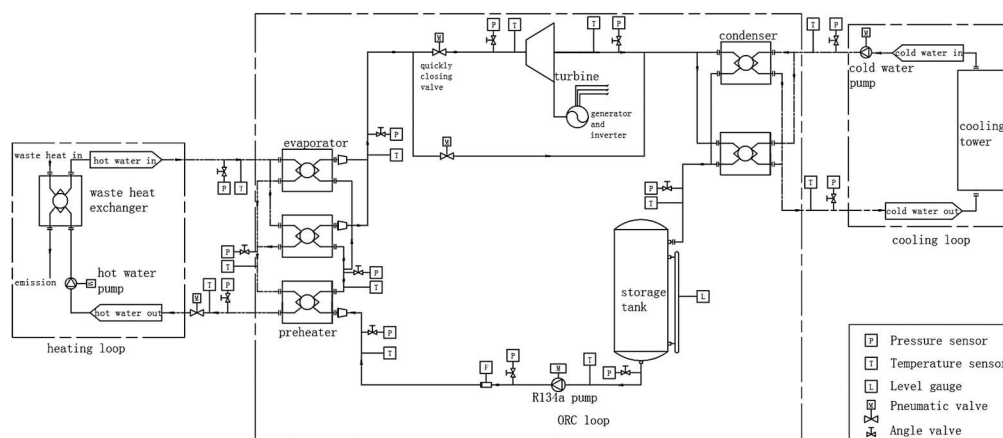 P
T
T
P
condenser
T
P
M
cold water in
M
quickly
closing
valve
turbine
cold water
pump
generator
and
inverter
cooling
tower
P
evaporator
T
M
waste heat in
hot water in
waste heat
exchanger
P
T
P
T
T
P
cold water out
cooling loop
P
T
P
T
emission
hot water
pump
M
T
P
hot water out
preheater
heating loop
storage
tank
L
P
T
F
P
M
T
P
R134a pump
ORC loop
P Pressure sensor
T Temperature sensor
L Level gauge
M Pneumatic valve
Angle valve